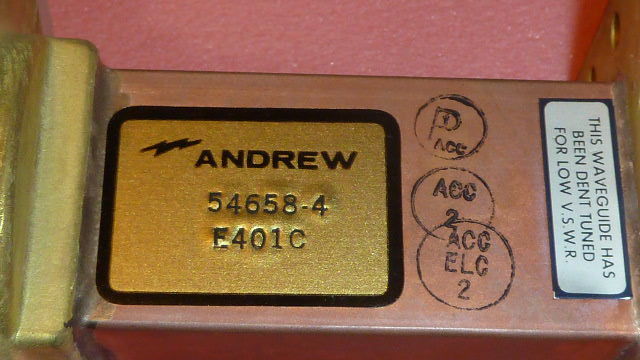 ANDREW
54658-4
E401C
P
ACC
ACC
2
ACC
ELC
2
THIS WAVEGUIDE HAS
BEEN DENT TUNED
FOR LOW V.S.W.R.